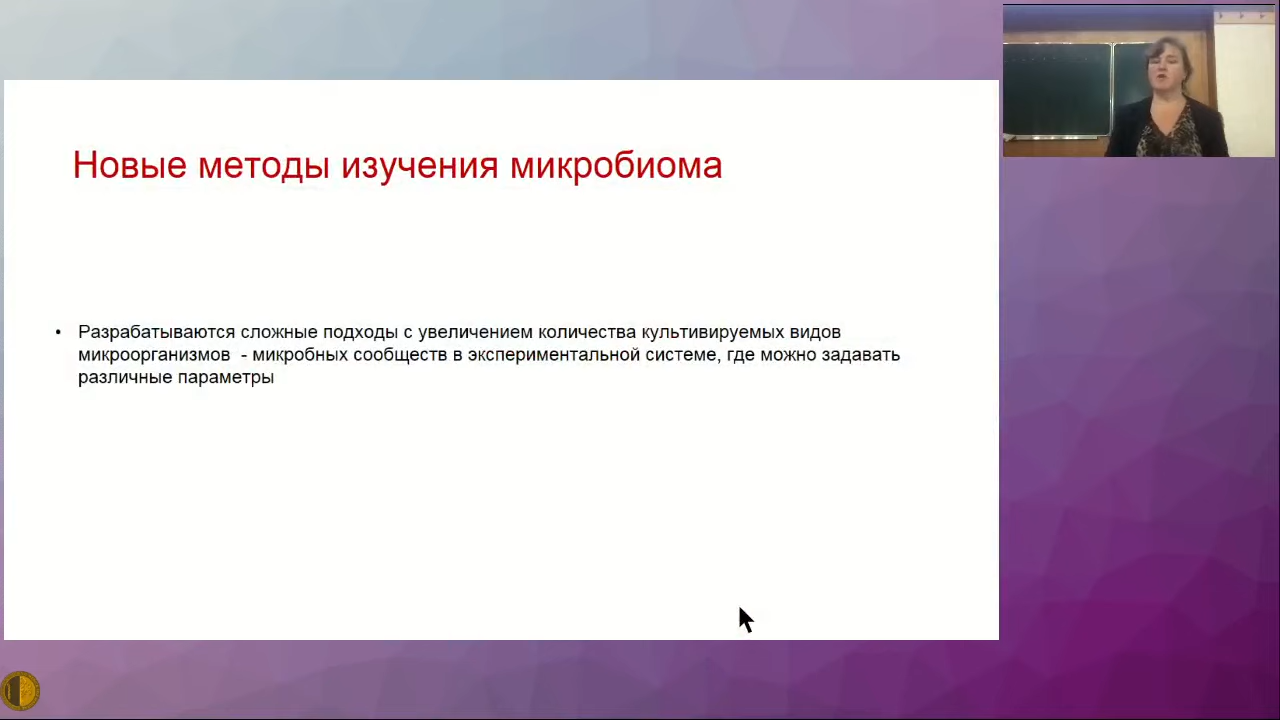 Новые методы изучения микробиома
• Разрабатываются сложные подходы с увеличением количества культивируемых видов
микроорганизмов - микробных сообществ в экспериментальной системе, где можно задавать
различные параметры